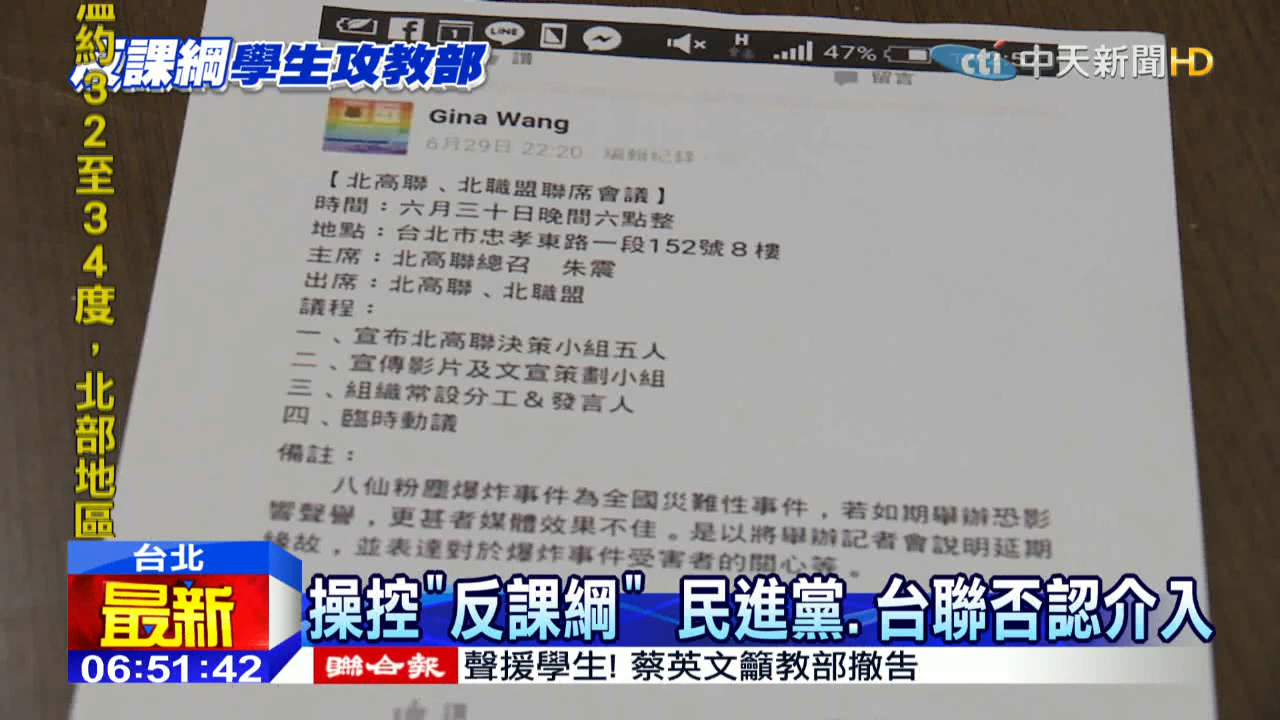 溫約32至34度，北部地區
反課綱 學生攻教部
LINE
1
H
47%
cti 中天新聞HD
讚
留言
Gina Wang
6月29日 22:20 編輯紀錄
【北高聯、北職盟聯席會議】
時間：六月三十日晚間六點整
地點：台北市忠孝東路一段152號８樓
主席：北高聯總召 朱震
出席：北高聯、北職盟
議程：
一、宣布北高聯決策小組五人
二、宣傳影片及文宣策劃小組
三、組織常設分工＆發言人
四、臨時動議
備註：
八仙粉塵爆炸事件為全國災難性事件，若如期舉辦恐影
響聲譽，更甚者媒體效果不佳。是以將舉辦記者會說明延期
緣故，並表達對於爆炸事件受害者的關心等。
台北
最新
06:51:42
操控"反課綱" 民進黨.台聯否認介入
聯合報 聲援學生! 蔡英文籲教部撤告
讚